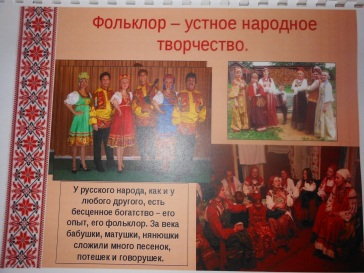 Фольклор – устное народное
творчество.
У русского народа, как и у
любого другого, есть
бесценное богатство – его
опыт, его фольклор. За века
бабушки, матушки, нянюшки
сложили много песенок,
потешек и говорушек.